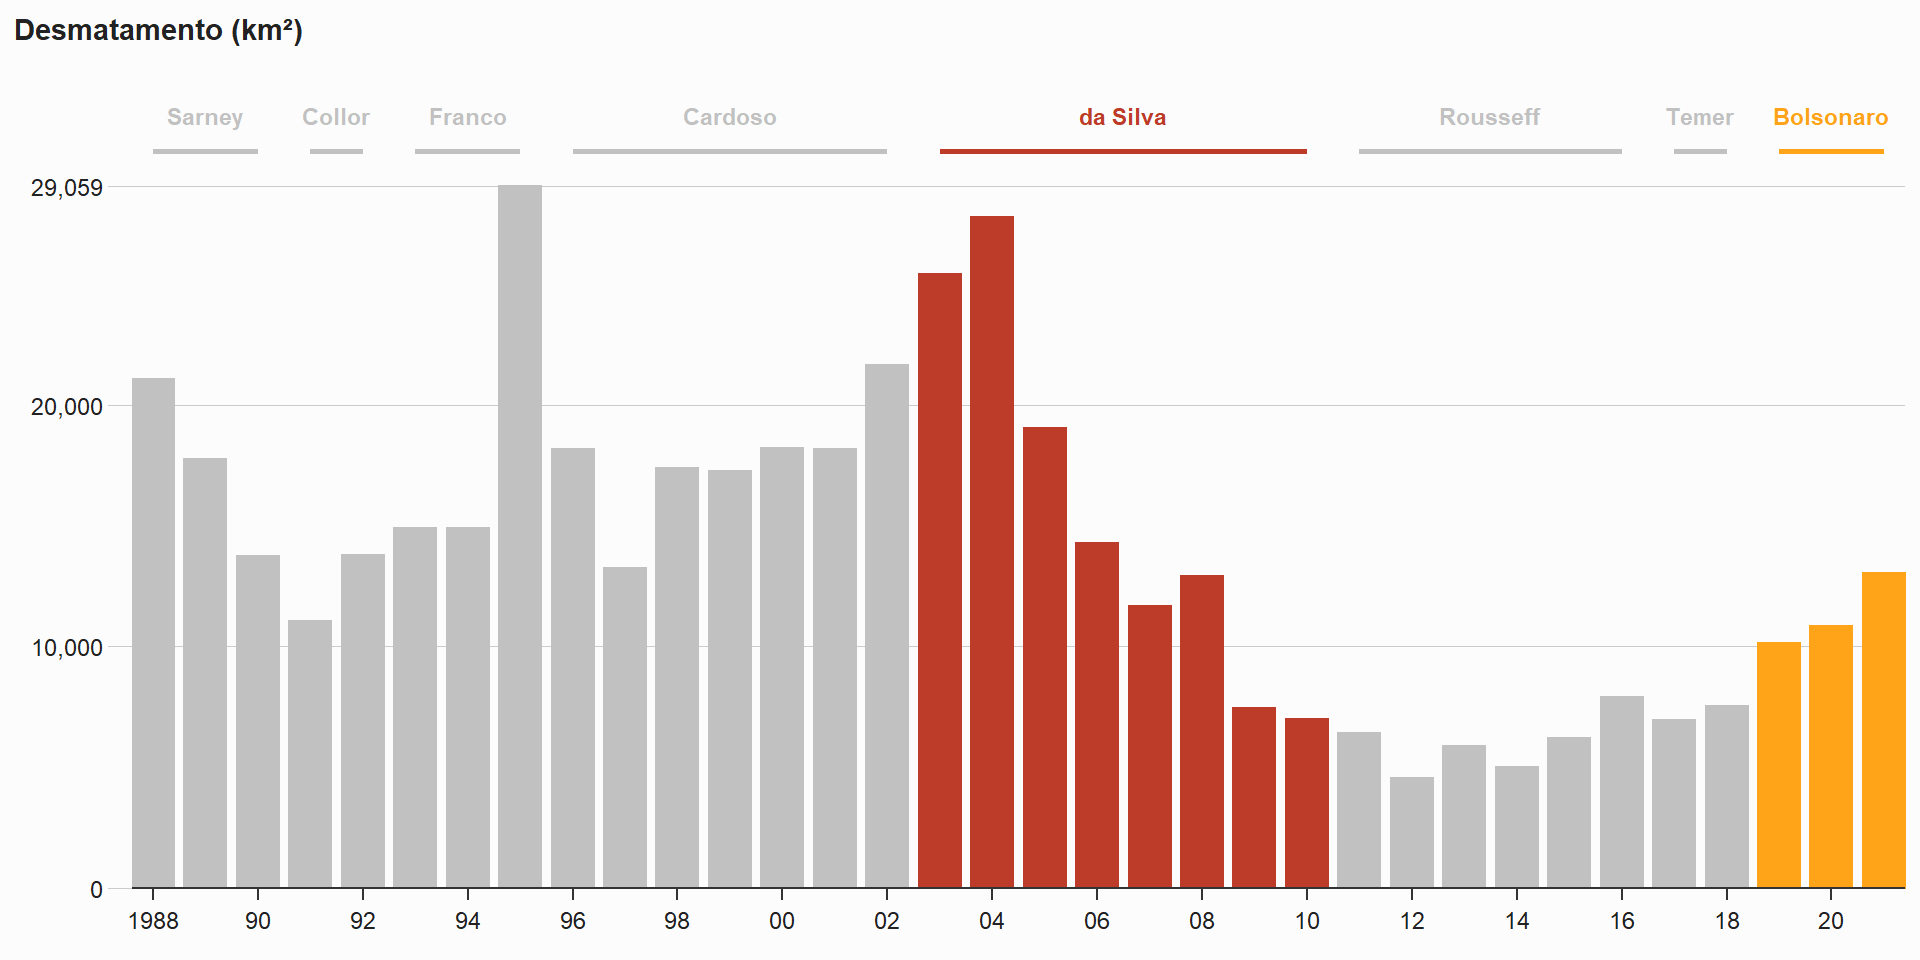 Desmatamento (km²)
Sarney Collor Franco Cardoso da Silva Rousseff Temer Bolsonaro
29,059
20,000
10,000
0
1988 90 92 94 96 98 00 02 04 06 08 10 12 14 16 18 20